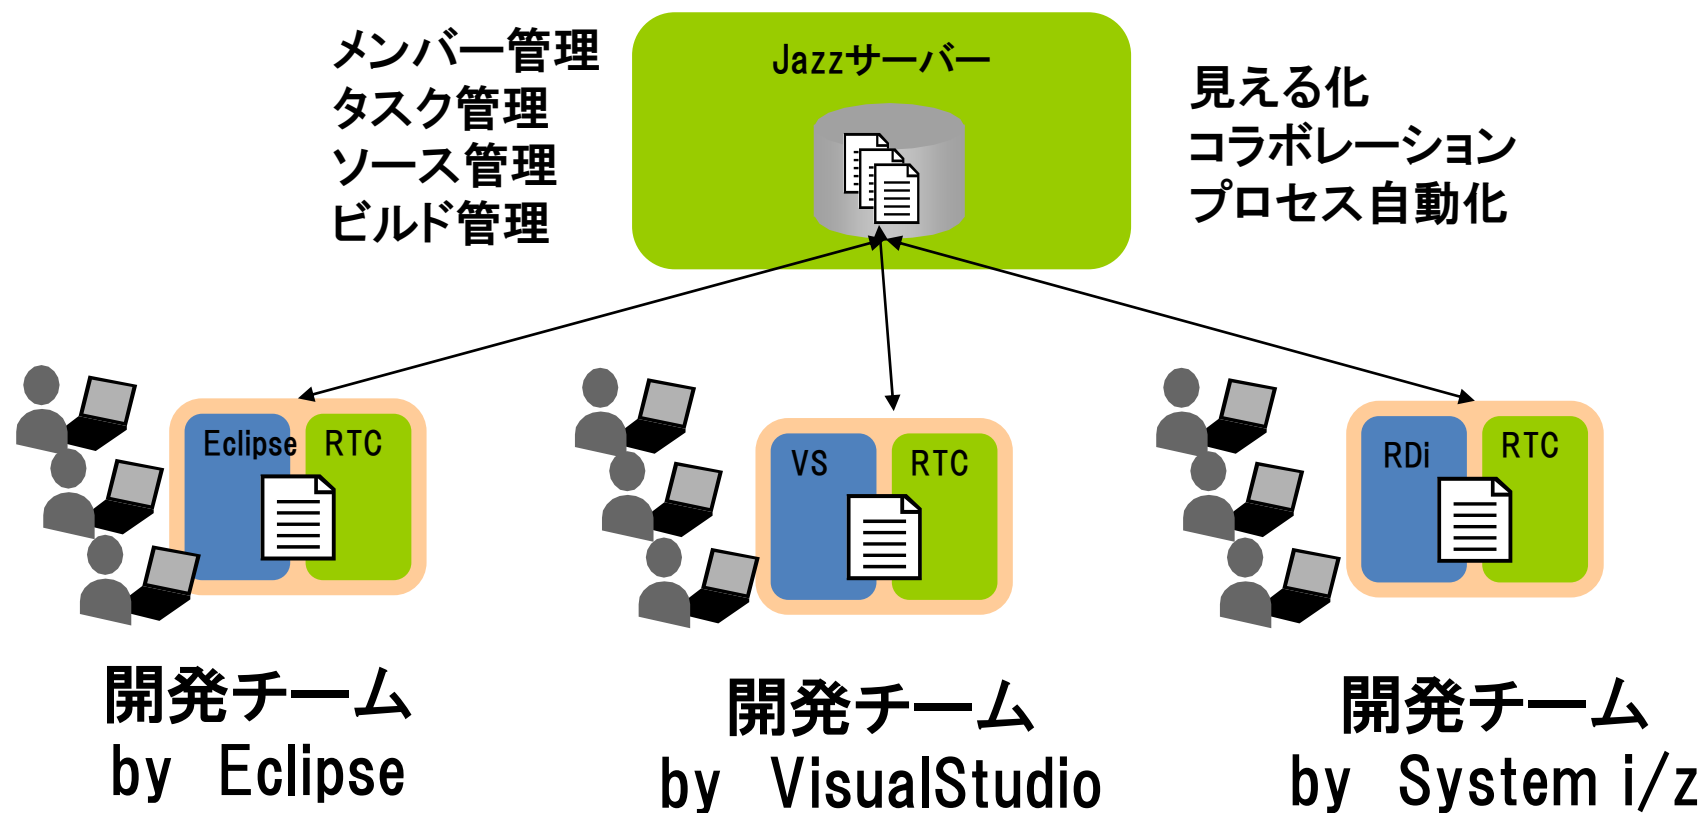 メンバー管理
タスク管理
ソース管理
ビルド管理
Jazzサーバー
見える化
コラボレーション
プロセス自動化
Eclipse RTC
VS RTC
RDi RTC
開発チーム
by Eclipse
開発チーム
by VisualStudio
開発チーム
by System i/z